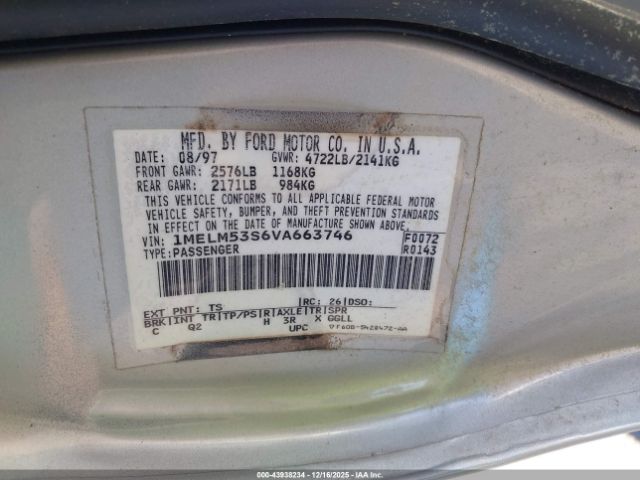 MFD. BY FORD MOTOR CO. IN U.S.A.
DATE: 08/97 GVWR: 4722LB/2141KG
FRONT GAWR: 2576LB 1168KG
REAR GAWR: 2171LB 984KG
THIS VEHICLE CONFORMS TO ALL APPLICABLE FEDERAL MOTOR
VEHICLE SAFETY, BUMPER, AND THEFT PREVENTION STANDARDS
IN EFFECT ON THE DATE OF MANUFACTURE SHOWN ABOVE.
VIN: 1MELM53S6VA663746 F0072
TYPE: PASSENGER R0143
EXT PNT: TS |RC: 26|DSO:
BRK|INT TR|TP/PS|R|AXLE|TR|SPR
C Q2 H 3R X GGLL
UPC
000-43938234 | 12/16/2025 | IAAI.CA